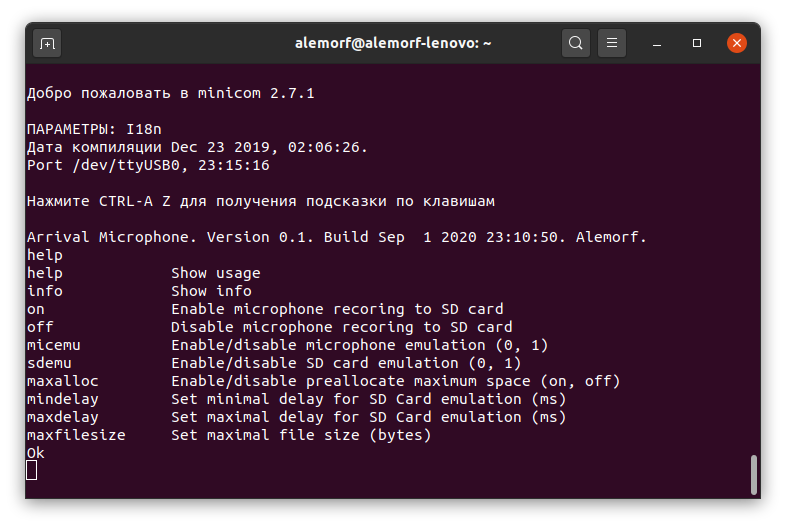 alemorf@alemorf-lenovo: ~
Добро пожаловать в minicom 2.7.1
ПАРАМЕТРЫ: I18n
Дата компиляции Dec 23 2019, 02:06:26.
Port /dev/ttyUSB0, 23:15:16
Нажмите CTRL-A Z для получения подсказки по клавишам
Arrival Microphone. Version 0.1. Build Sep  1 2020 23:10:50. Alemorf.
help
help            Show usage
info            Show info
on              Enable microphone recoring to SD card
off             Disable microphone recoring to SD card
micemu          Enable/disable microphone emulation (0, 1)
sdemu           Enable/disable SD card emulation (0, 1)
maxalloc        Enable/disable preallocate maximum space (on, off)
mindelay        Set minimal delay for SD Card emulation (ms)
maxdelay        Set maximal delay for SD Card emulation (ms)
maxfilesize     Set maximal file size (bytes)
Ok